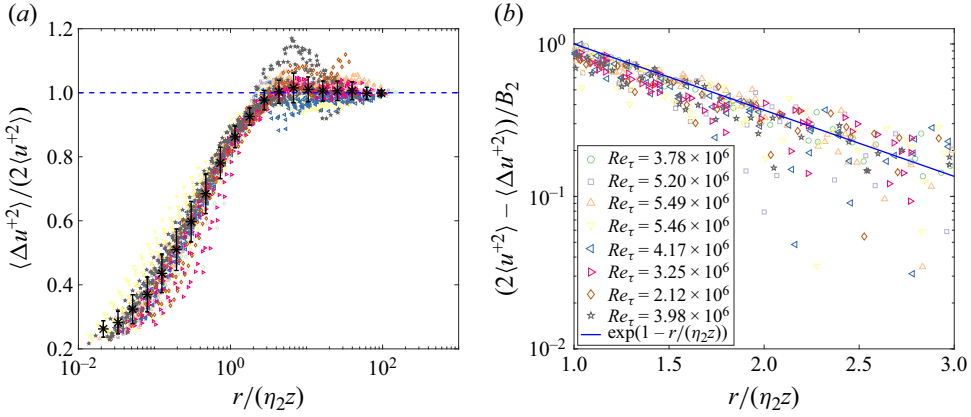 (a)
1.2
1.0
0.8
0.6
0.4
0.2
⟨Δu⁺²⟩/(2⟨u⁺²⟩)
10⁻² 10⁻¹ 10⁰ 10¹ 10² 10³
r/(η₂z)
(b)
10⁰
10⁻¹
10⁻²
(2⟨u⁺²⟩ − ⟨Δu⁺²⟩)/B₂
Re_τ = 3.78 × 10⁶
Re_τ = 5.20 × 10⁶
Re_τ = 5.49 × 10⁶
Re_τ = 5.46 × 10⁶
Re_τ = 4.17 × 10⁶
Re_τ = 3.25 × 10⁶
Re_τ = 2.12 × 10⁶
Re_τ = 3.98 × 10⁶
exp(1 − r/(η₂z))
1.0 1.5 2.0 2.5 3.0
r/(η₂z)